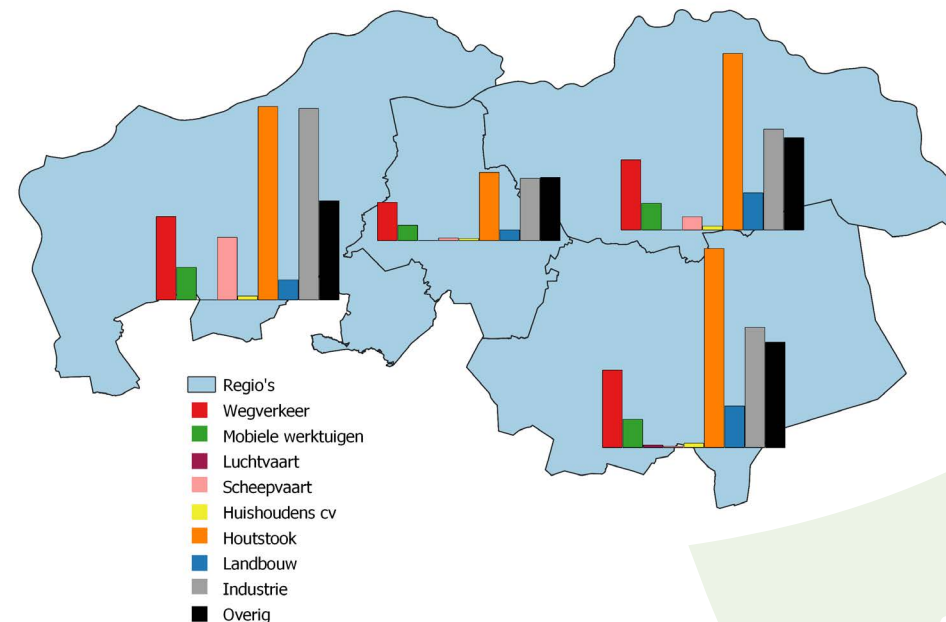 Regio's
Wegverkeer
Mobiele werktuigen
Luchtvaart
Scheepvaart
Huishoudens cv
Houtstook
Landbouw
Industrie
Overig